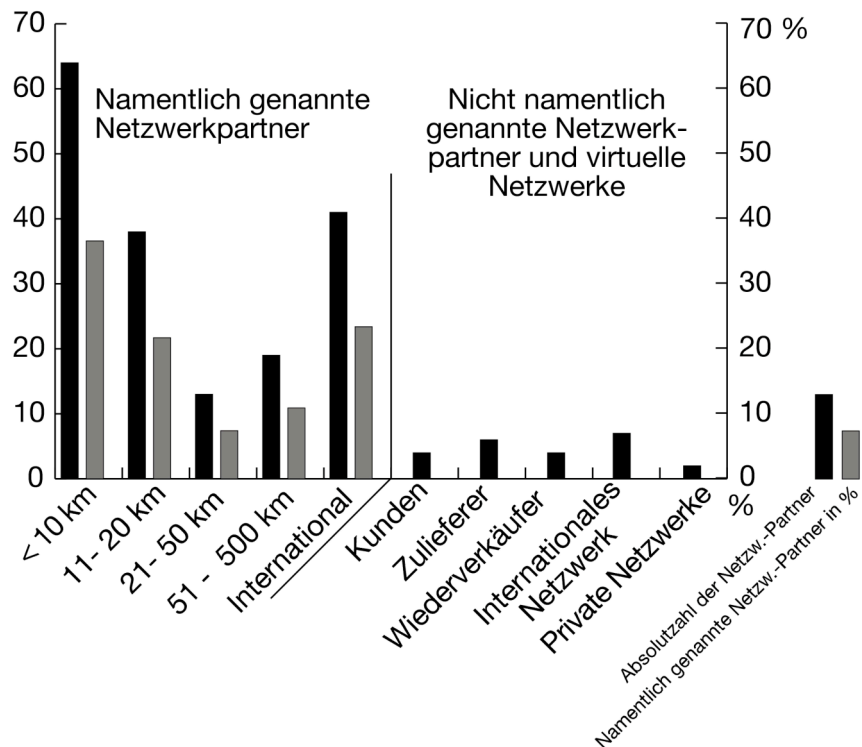 70
60
50
40
30
20
10
0
Namentlich genannte
Netzwerkpartner
Nicht namentlich
genannte Netzwerk-
partner und virtuelle
Netzwerke
70 %
60
50
40
30
20
10
0
%
< 10 km
11- 20 km
21- 50 km
51 - 500 km
International
Kunden
Zulieferer
Wiederverkäufer
Internationales
Netzwerk
Private Netzwerke
Absolutzahl der Netzw.-Partner
Namentlich genannte Netzw.-Partner in %